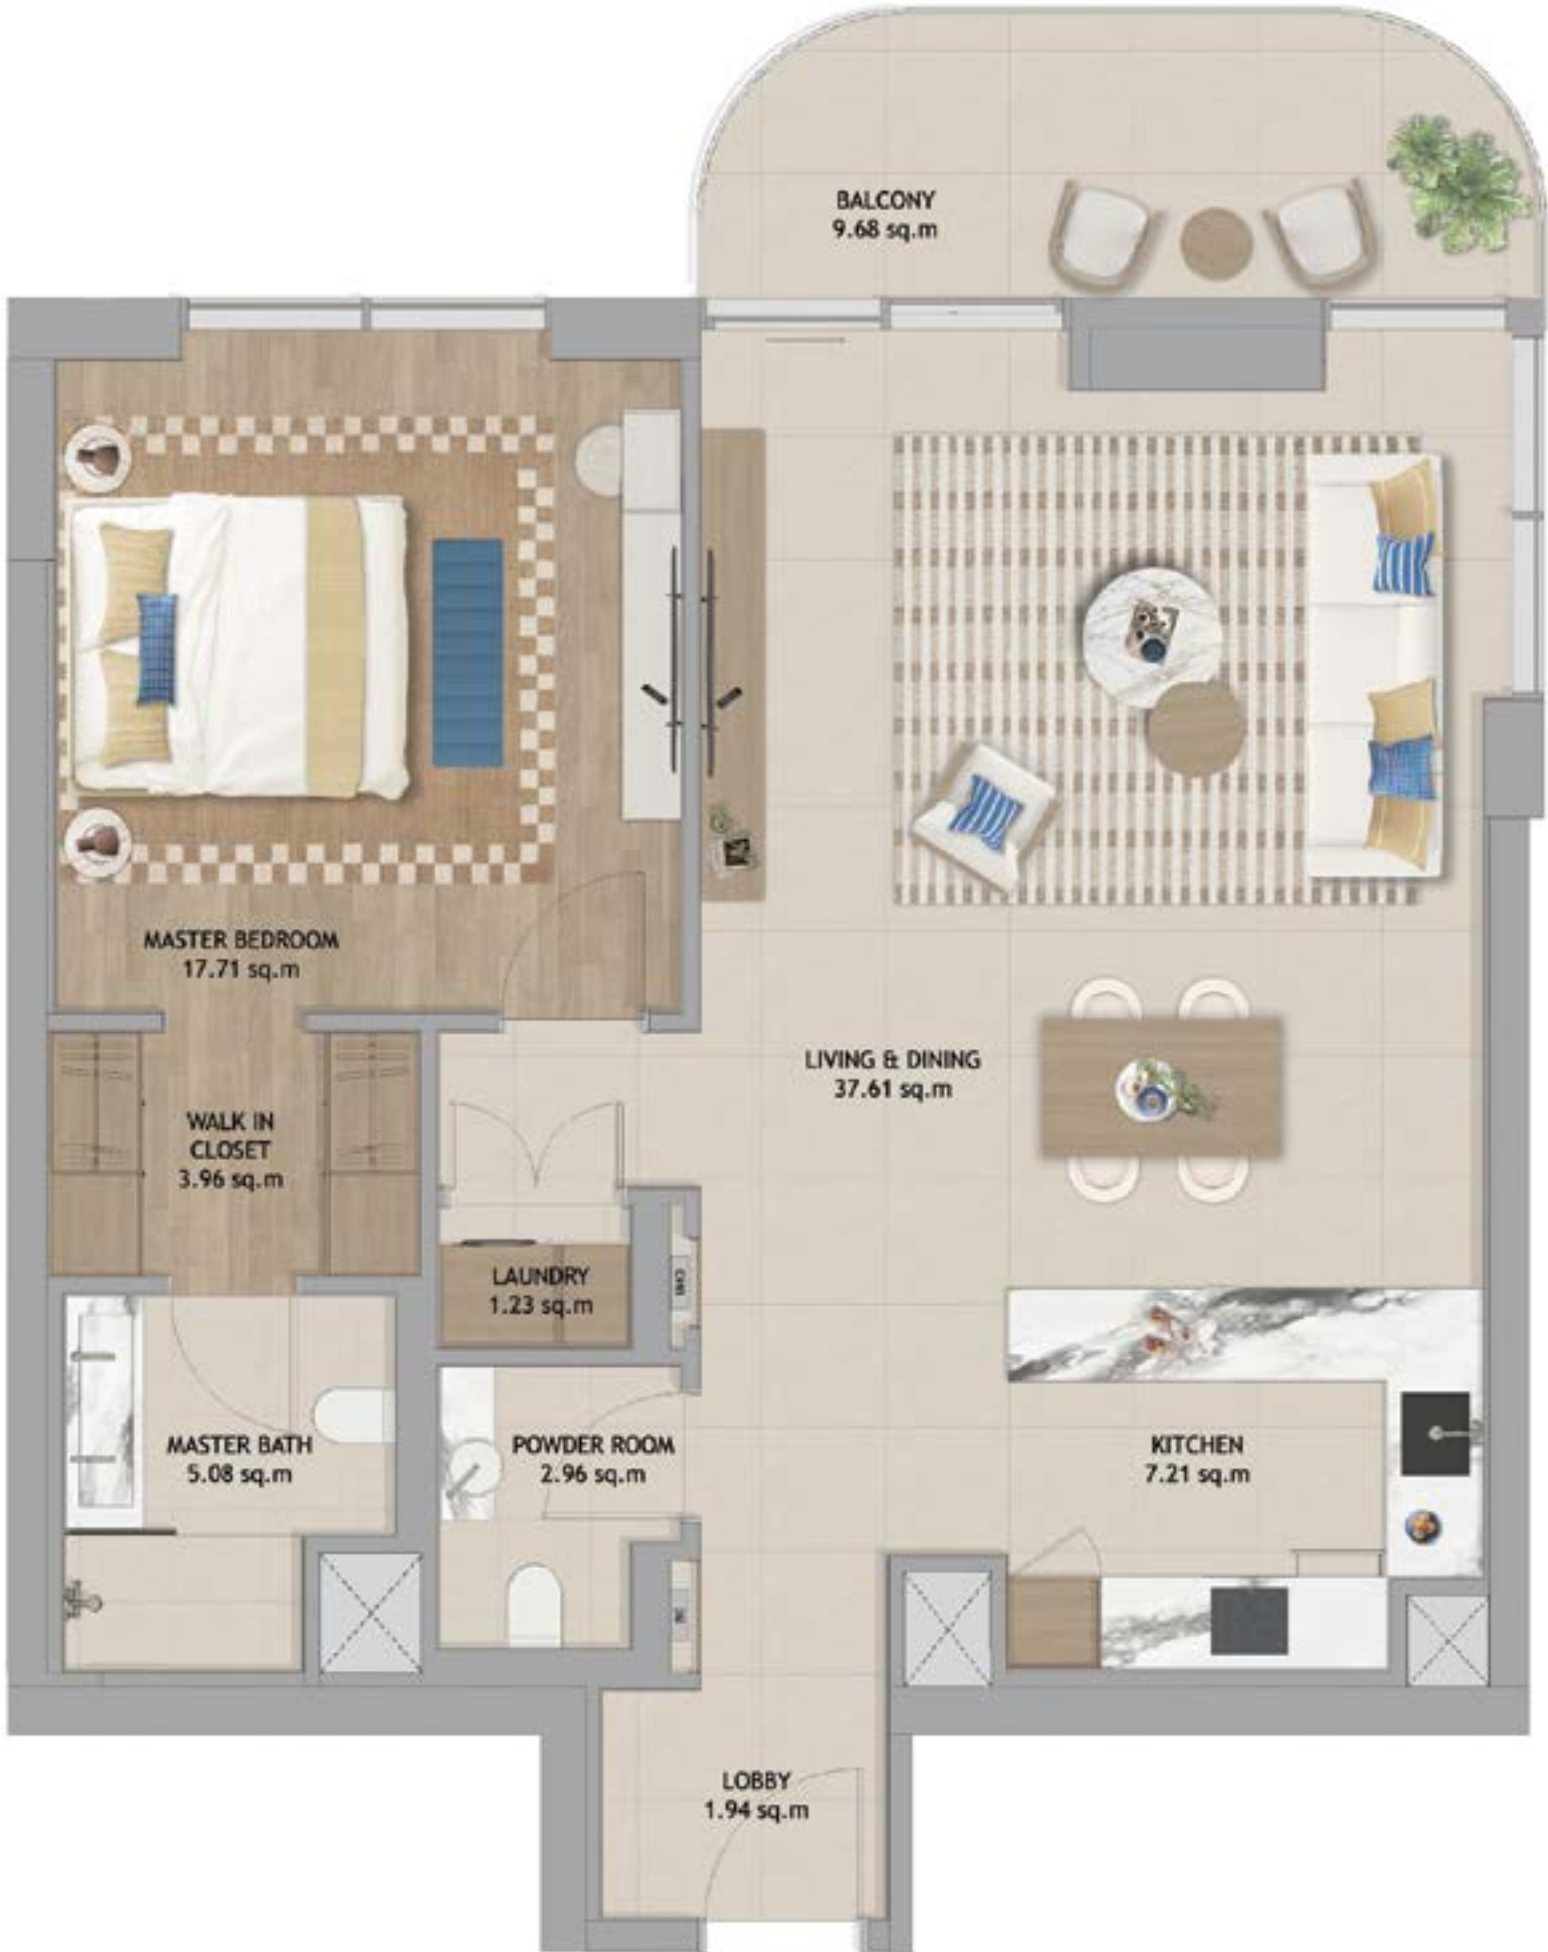 BALCONY
9.68 sq.m
MASTER BEDROOM
17.71 sq.m
LIVING & DINING
37.61 sq.m
WALK IN
CLOSET
3.96 sq.m
LAUNDRY
1.23 sq.m
MASTER BATH
5.08 sq.m
POWDER ROOM
2.96 sq.m
KITCHEN
7.21 sq.m
LOBBY
1.94 sq.m